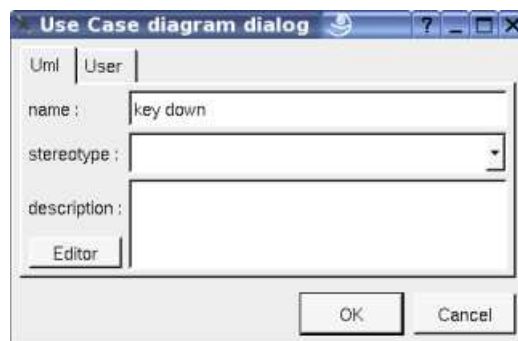 Use Case diagram dialog ? _
Uml User
name : key down
stereotype :
description :
Editor
OK Cancel